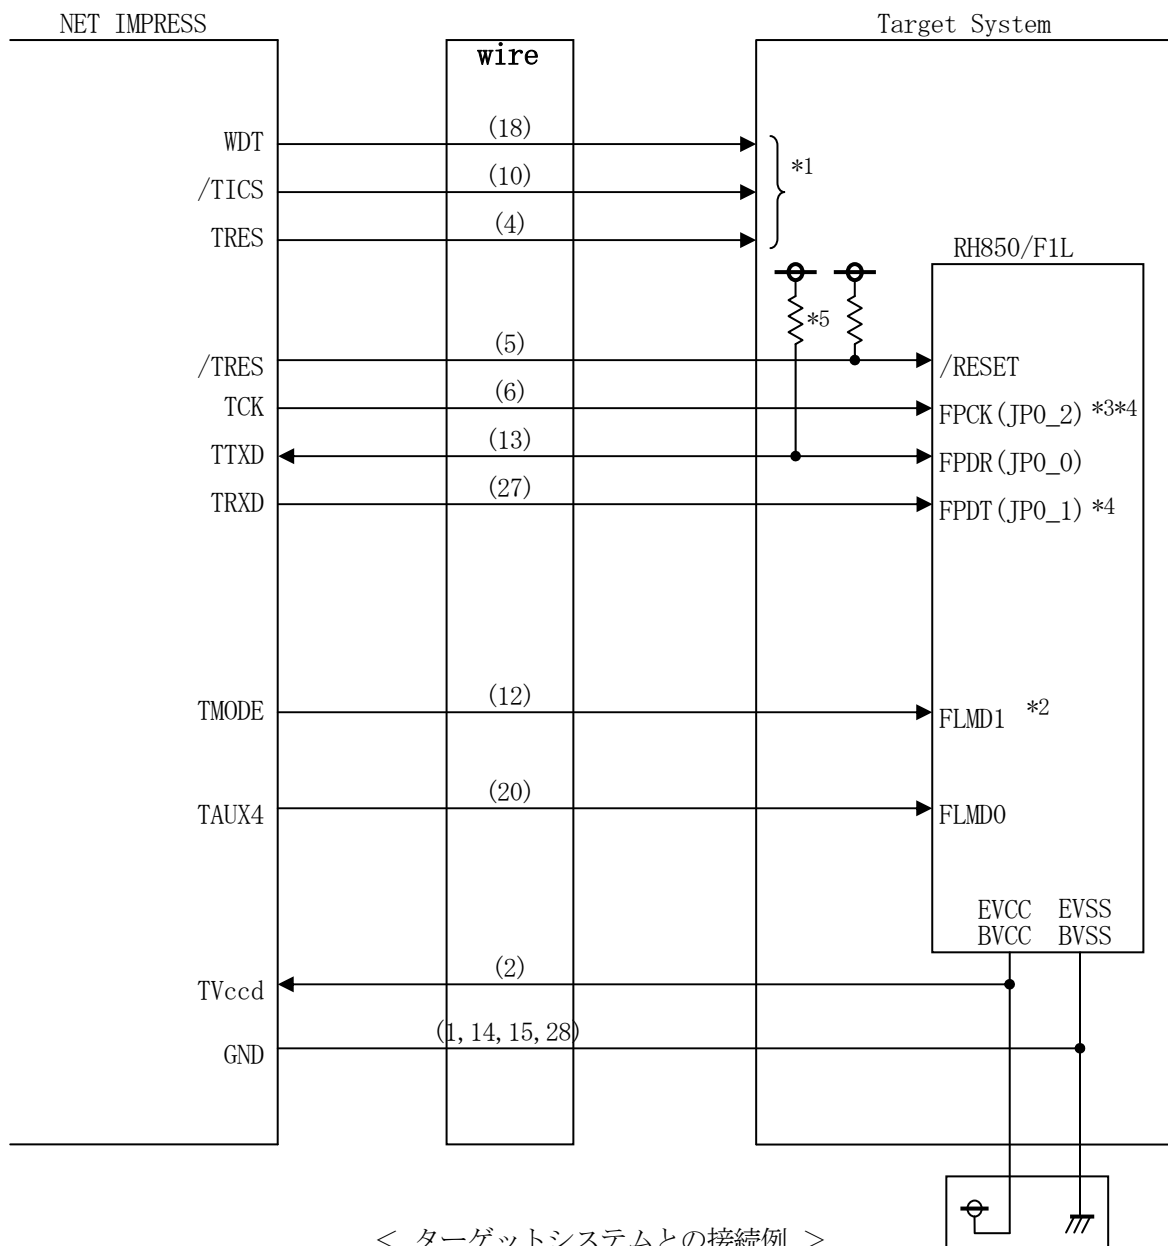 NET IMPRESS
Target System
wire
WDT
(18)
*1
/TICS
(10)
TRES
(4)
RH850/F1L
*5
/TRES
(5)
/RESET
TCK
(6)
FPCK(JP0_2) *3*4
TTXD
(13)
FPDR(JP0_0)
TRXD
(27)
FPDT(JP0_1) *4
TMODE
(12)
FLMD1 *2
TAUX4
(20)
FLMD0
EVCC EVSS
BVCC BVSS
TVccd
(2)
GND
(1,14,15,28)
< ターゲットシステムとの接続例 >